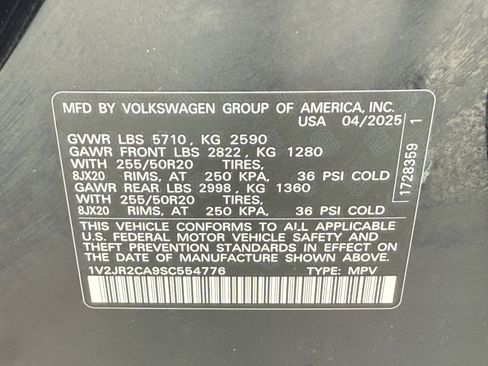 MFD. BY VOLKSWAGEN GROUP OF AMERICA, INC.
USA 04/2025
GVWR LBS 5710, KG 2590
GAWR FRONT LBS 2822, KG 1280
WITH 255/50R20 TIRES,
8JX20 RIMS, AT 250 KPA, 36 PSI COLD
GAWR REAR LBS 2998, KG 1360
WITH 255/50R20 TIRES,
8JX20 RIMS, AT 250 KPA, 36 PSI COLD
THIS VEHICLE CONFORMS TO ALL APPLICABLE
U.S. FEDERAL MOTOR VEHICLE SAFETY AND
THEFT PREVENTION STANDARDS IN EFFECT ON
THE DATE OF MANUFACTURE SHOWN ABOVE.
1V2JR2CA9SC554776 TYPE: MPV
1728359 1